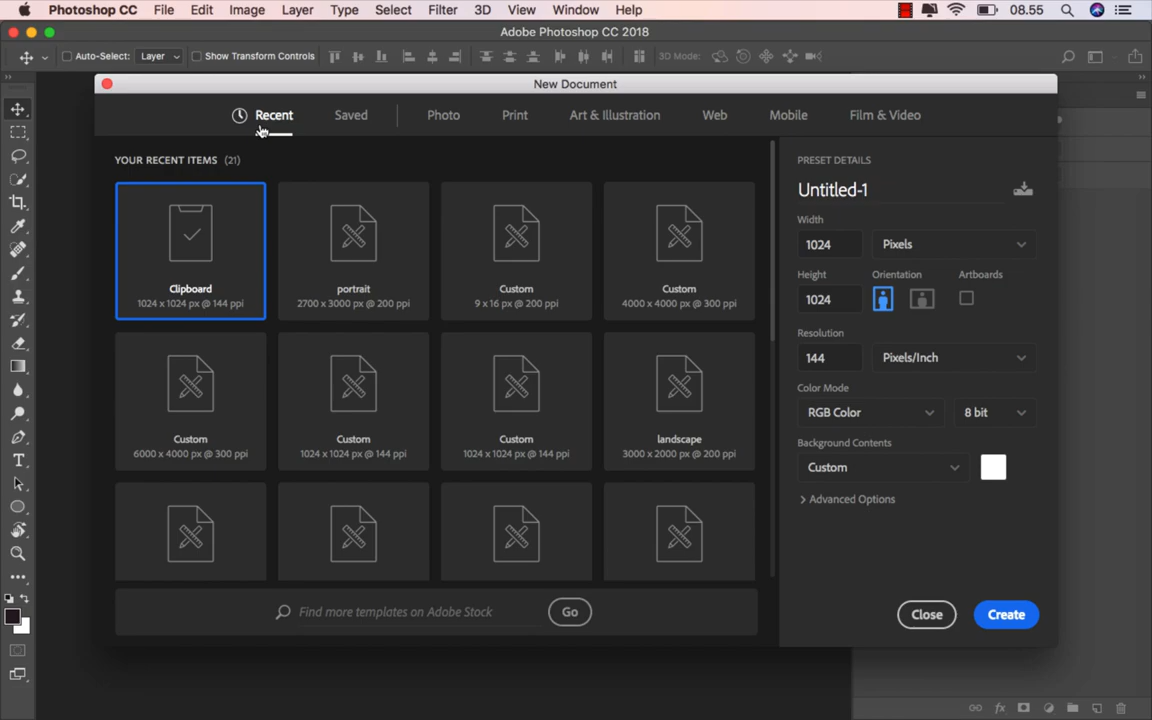 Photoshop CC File Edit Image Layer Type Select Filter 3D View Window Help 08.55
Adobe Photoshop CC 2018
Auto-Select: Layer Show Transform Controls 3D Mode:
New Document
Recent Saved Photo Print Art & Illustration Web Mobile Film & Video
YOUR RECENT ITEMS (21)
PRESET DETAILS
Untitled-1
Width
1024 Pixels
Height Orientation Artboards
1024
Resolution
144 Pixels/Inch
Color Mode
RGB Color 8 bit
Background Contents
Custom
Advanced Options
Clipboard
1024 x 1024 px @ 144 ppi
portrait
2700 x 3000 px @ 200 ppi
Custom
9 x 16 px @ 200 ppi
Custom
4000 x 4000 px @ 300 ppi
Custom
6000 x 4000 px @ 300 ppi
Custom
1024 x 1024 px @ 144 ppi
Custom
1024 x 1024 px @ 144 ppi
landscape
3000 x 2000 px @ 200 ppi
Find more templates on Adobe Stock Go
Close Create